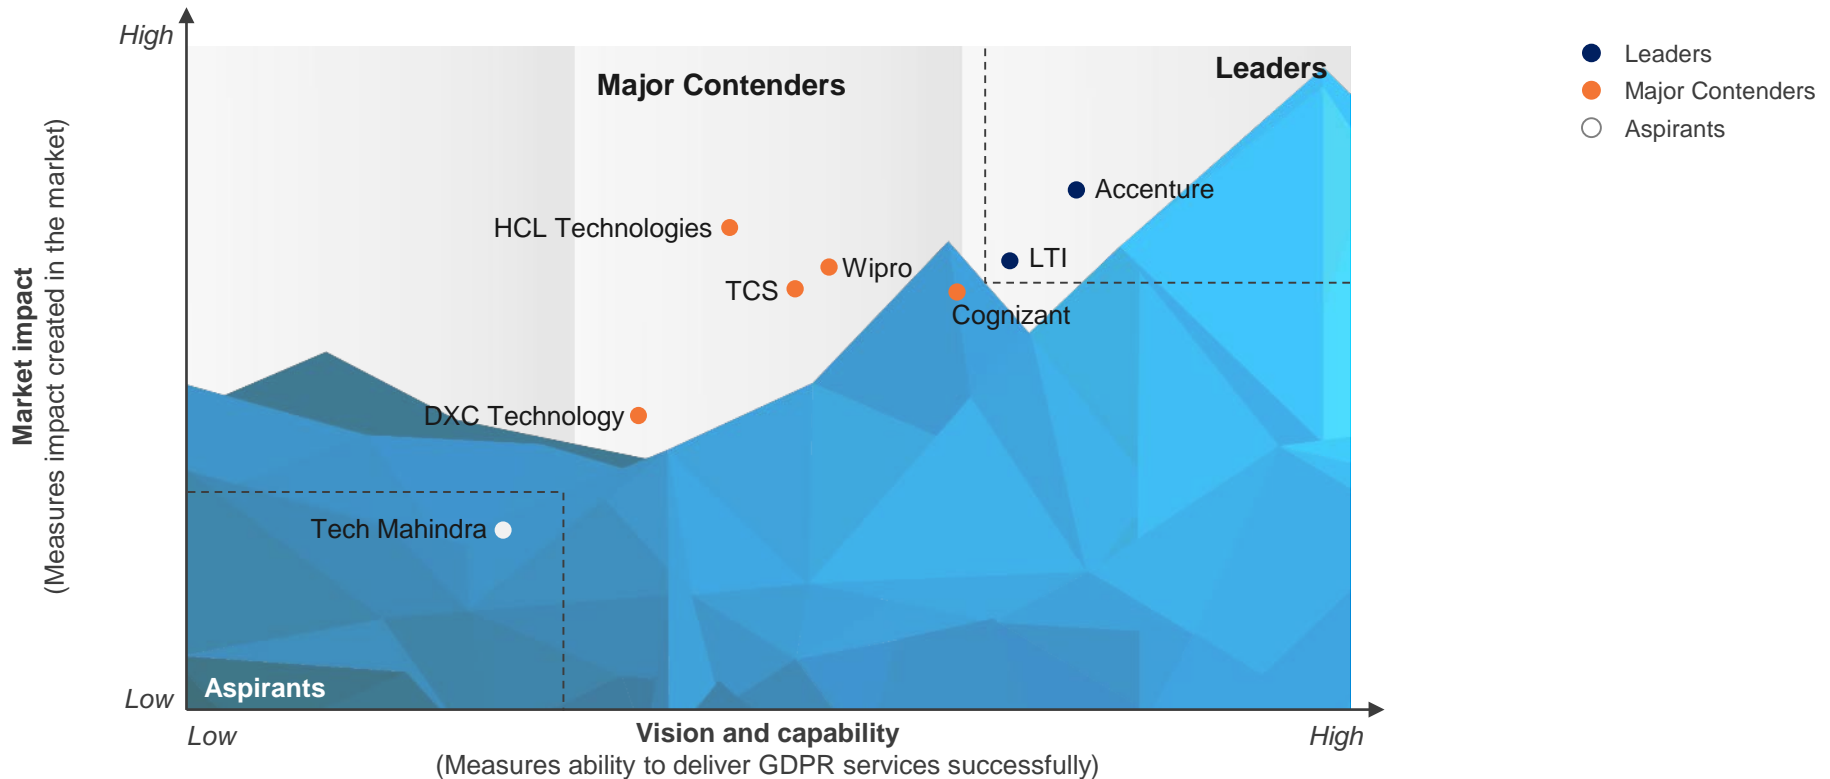 High
Major Contenders
Leaders
Leaders
Major Contenders
Aspirants
Accenture
HCL Technologies
LTI
Wipro
TCS
Cognizant
DXC Technology
Tech Mahindra
Aspirants
Market impact
(Measures impact created in the market)
Low
Low
Vision and capability
High
(Measures ability to deliver GDPR services successfully)